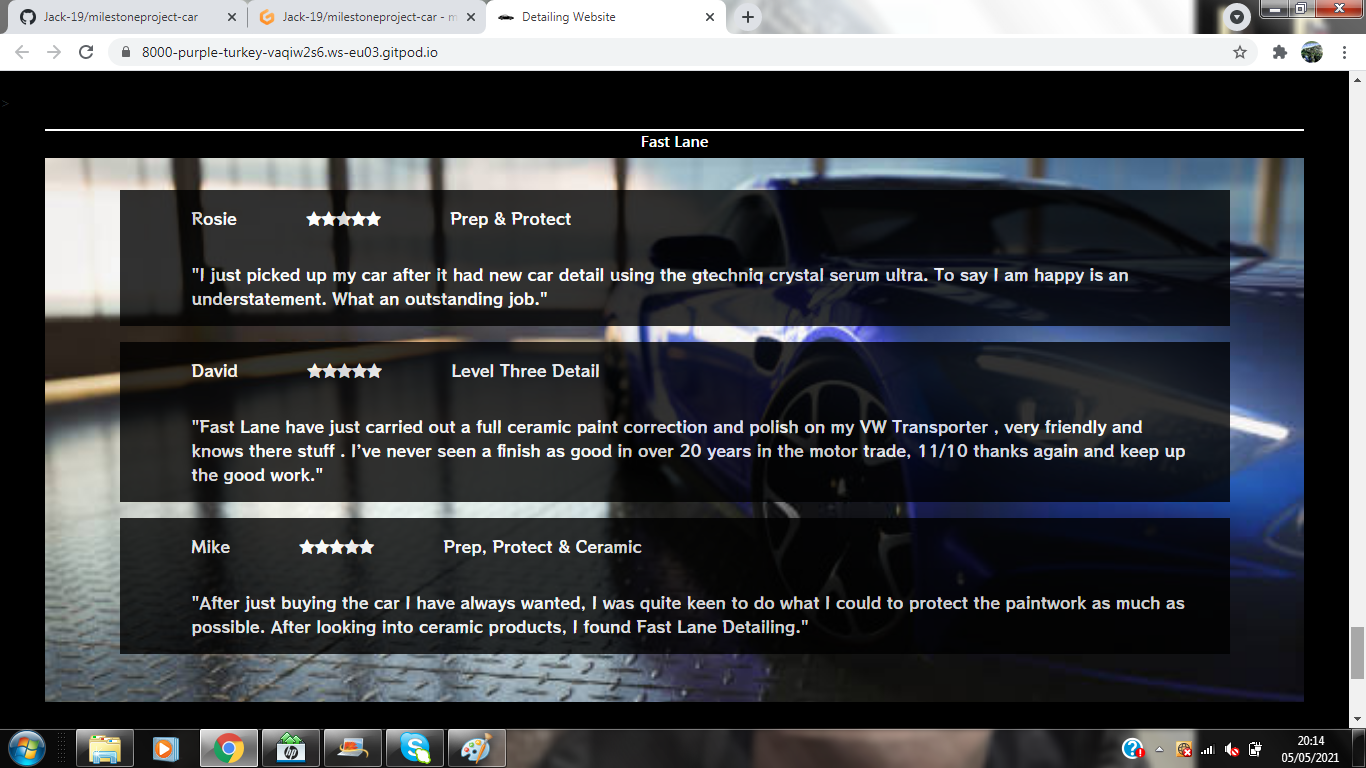 Jack-19/milestoneproject-car
Jack-19/milestoneproject-car - m
Detailing Website
8000-purple-turkey-vaqiw2s6.ws-eu03.gitpod.io
>
Fast Lane
Rosie ★★★★★ Prep & Protect
"I just picked up my car after it had new car detail using the gtechniq crystal serum ultra. To say I am happy is an
understatement. What an outstanding job."
David ★★★★★ Level Three Detail
"Fast Lane have just carried out a full ceramic paint correction and polish on my VW Transporter , very friendly and
knows there stuff . I've never seen a finish as good in over 20 years in the motor trade, 11/10 thanks again and keep up
the good work."
Mike ★★★★★ Prep, Protect & Ceramic
"After just buying the car I have always wanted, I was quite keen to do what I could to protect the paintwork as much as
possible. After looking into ceramic products, I found Fast Lane Detailing."
20:14
05/05/2021